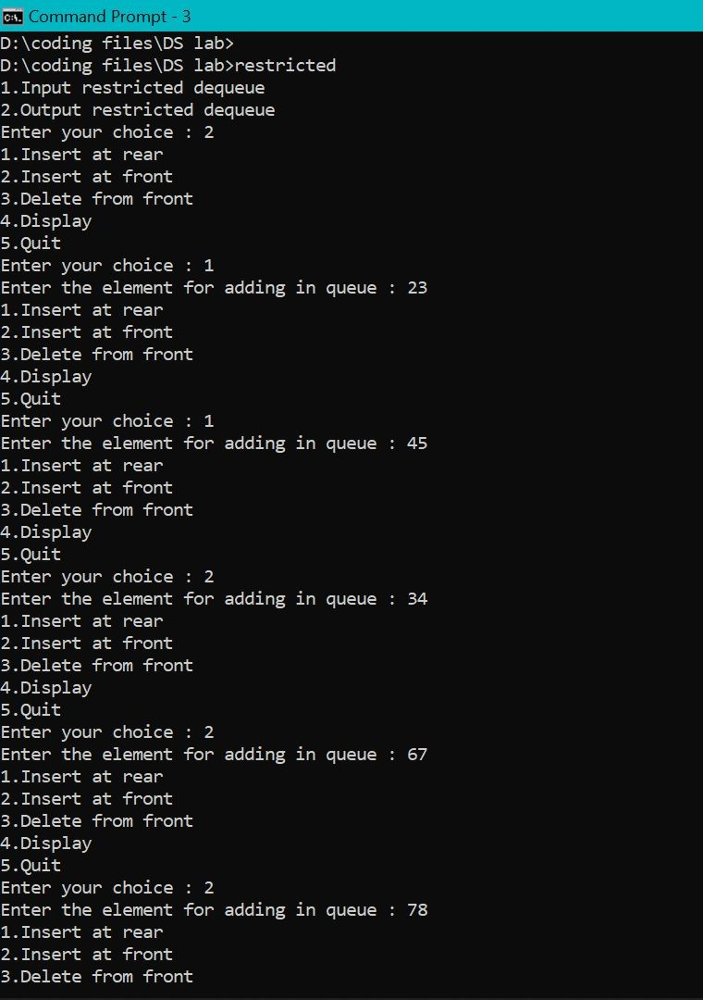 Command Prompt - 3
D:\coding files\DS lab>
D:\coding files\DS lab>restricted
1.Input restricted dequeue
2.Output restricted dequeue
Enter your choice : 2
1.Insert at rear
2.Insert at front
3.Delete from front
4.Display
5.Quit
Enter your choice : 1
Enter the element for adding in queue : 23
1.Insert at rear
2.Insert at front
3.Delete from front
4.Display
5.Quit
Enter your choice : 1
Enter the element for adding in queue : 45
1.Insert at rear
2.Insert at front
3.Delete from front
4.Display
5.Quit
Enter your choice : 2
Enter the element for adding in queue : 34
1.Insert at rear
2.Insert at front
3.Delete from front
4.Display
5.Quit
Enter your choice : 2
Enter the element for adding in queue : 67
1.Insert at rear
2.Insert at front
3.Delete from front
4.Display
5.Quit
Enter your choice : 2
Enter the element for adding in queue : 78
1.Insert at rear
2.Insert at front
3.Delete from front